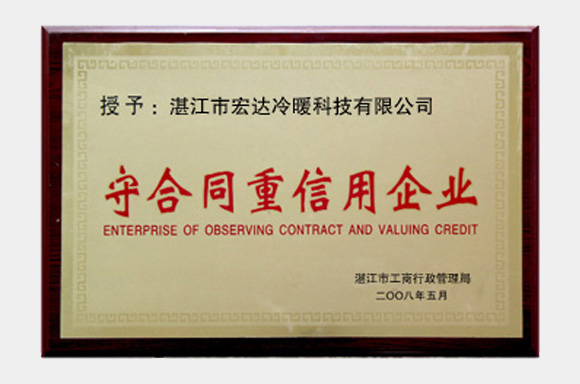 授予：湛江市宏达冷暖科技有限公司
守合同重信用企业
ENTERPRISE OF OBSERVING CONTRACT AND VALUING CREDIT
湛江市工商行政管理局
二〇〇八年五月